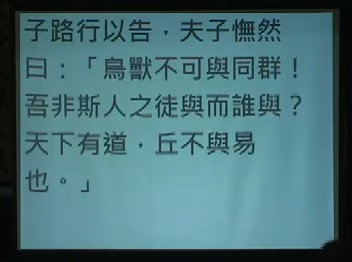 子路行以告，夫子憮然
曰：「鳥獸不可與同群！
吾非斯人之徒與而誰與？
天下有道，丘不與易
也。」